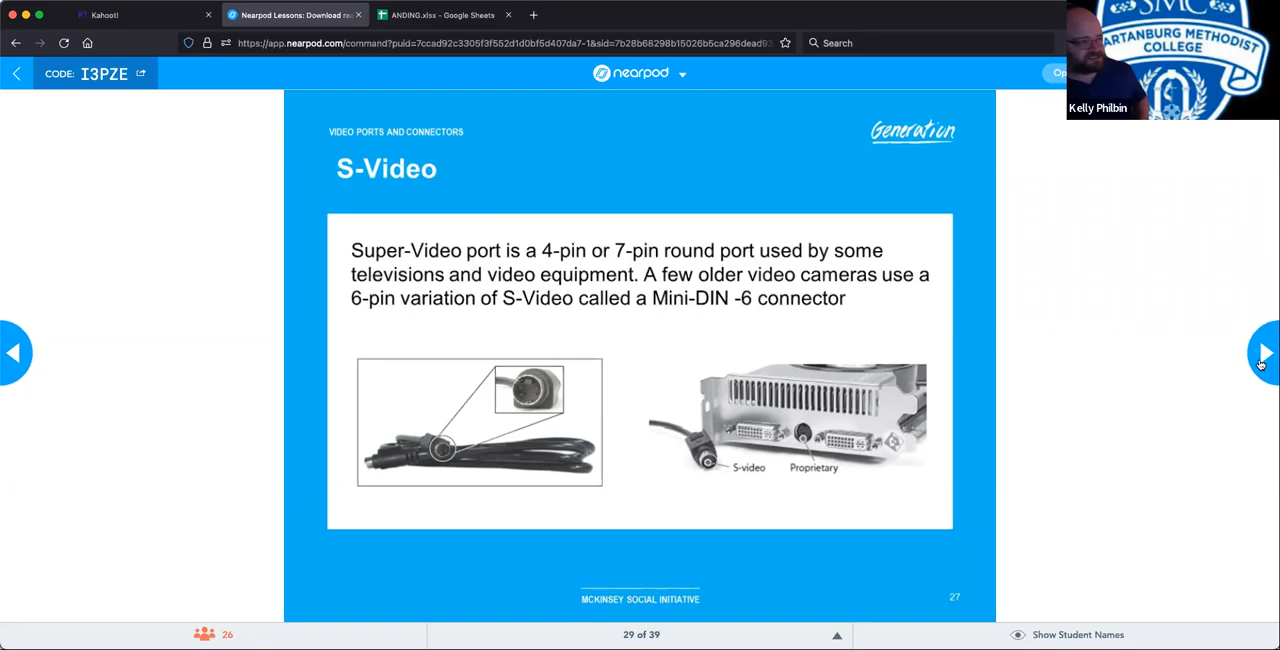 Kahoot!
Nearpod Lessons: Download re
ANDING.xlsx - Google Sheets
https://app.nearpod.com/command?puid=7ccad92c3305f3f552d1d0bf5d407da7-1&sid=7b28b68298b15026b5ca296dead93
Search
CODE: I3PZE
nearpod
Op
SMC
ARTANBURG METHODIST
COLLEGE
Kelly Philbin
VIDEO PORTS AND CONNECTORS
Generation
S-Video
Super-Video port is a 4-pin or 7-pin round port used by some
televisions and video equipment. A few older video cameras use a
6-pin variation of S-Video called a Mini-DIN -6 connector
S-video
Proprietary
MCKINSEY SOCIAL INITIATIVE
27
26
29 of 39
Show Student Names